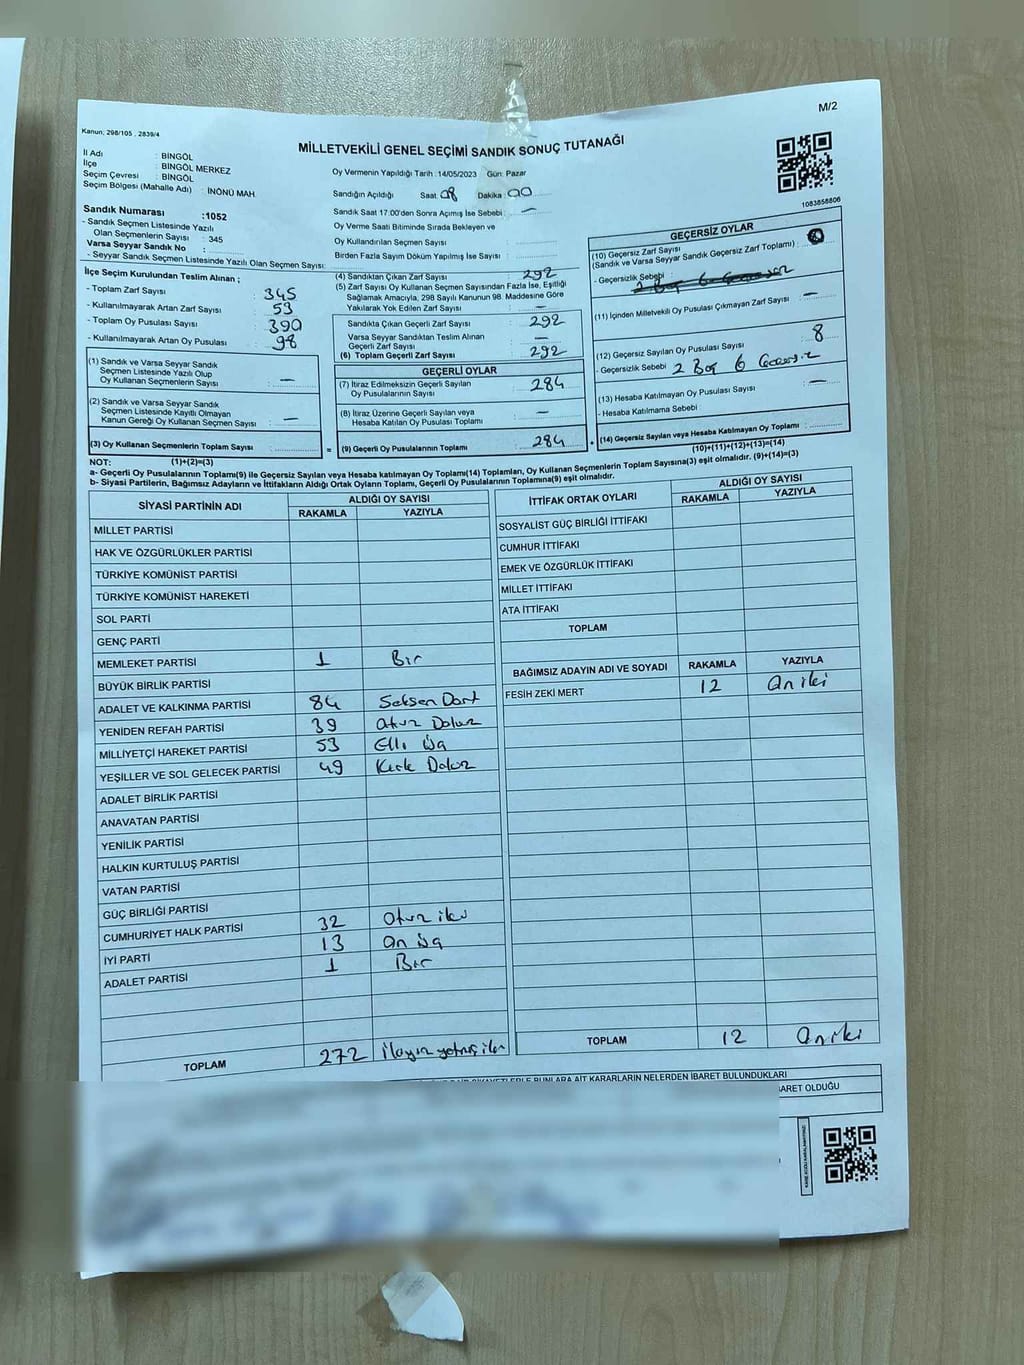 M/2
Kanun; 298/105 , 2839/4
MİLLETVEKİLİ GENEL SEÇİMİ SANDIK SONUÇ TUTANAĞI
İl Adı : BİNGÖL
İlçe : BİNGÖL MERKEZ
Seçim Çevresi : BİNGÖL
Seçim Bölgesi (Mahalle Adı) : İNÖNÜ MAH.
Oy Vermenin Yapıldığı Tarih :14/05/2023 Gün: Pazar
Sandığın Açıldığı Saat 08 Dakika 00
Sandık Saat 17:00'den Sonra Açımış İse Sebebi : —
Oy Verme Saati Bitiminde Sırada Bekleyen ve
Oy Kullandırılan Seçmen Sayısı
Birden Fazla Sayım Döküm Yapılmış İse Sayısı :
1083858806
Sandık Numarası :1052
- Sandık Seçmen Listesinde Yazılı
Olan Seçmenlerin Sayısı : 345
Varsa Seyyar Sandık No :
- Seyyar Sandık Seçmen Listesinde Yazılı Olan Seçmen Sayısı:
İlçe Seçim Kurulundan Teslim Alınan ;
- Toplam Zarf Sayısı : 345
- Kullanılmayarak Artan Zarf Sayısı : 53
- Toplam Oy Pusulası Sayısı : 390
- Kullanılmayarak Artan Oy Pusulası : 98
(1) Sandık ve Varsa Seyyar Sandık
Seçmen Listesinde Yazılı Olup
Oy Kullanan Seçmenlerin Sayısı : —
(2) Sandık ve Varsa Seyyar Sandık
Seçmen Listesinde Kayıtlı Olmayan
Kanun Gereği Oy Kullanan Seçmen Sayısı : —
(3) Oy Kullanan Seçmenlerin Toplam Sayısı :
(1)+(2)=(3)
(4) Sandıktan Çıkan Zarf Sayısı : 292
(5) Zarf Sayısı Oy Kullanan Seçmen Sayısından Fazla İse, Eşitliği
Sağlamak Amacıyla, 298 Sayılı Kanunun 98. Maddesine Göre
Yakılarak Yok Edilen Zarf Sayısı : —
Sandıkta Çıkan Geçerli Zarf Sayısı : 292
Varsa Seyyar Sandıktan Teslim Alınan
Geçerli Zarf Sayısı : —
(6) Toplam Geçerli Zarf Sayısı : 292
GEÇERLİ OYLAR
(7) İtiraz Edilmeksizin Geçerli Sayılan
Oy Pusulalarının Sayısı : 284
(8) İtiraz Üzerine Geçerli Sayılan veya
Hesaba Katılan Oy Pusulası Toplamı : —
= (9) Geçerli Oy Pusulalarının Toplamı : 284
GEÇERSİZ OYLAR
(10) Geçersiz Zarf Sayısı
(Sandık ve Varsa Seyyar Sandık Geçersiz Zarf Toplamı) :
- Geçersizlik Sebebi :
(11) İçinden Milletvekili Oy Pusulası Çıkmayan Zarf Sayısı : —
(12) Geçersiz Sayılan Oy Pusulası Sayısı : 8
- Geçersizlik Sebebi 2 Boş 6 Geçersiz
(13) Hesaba Katılmayan Oy Pusulası Sayısı : —
- Hesaba Katılmama Sebebi
+ (14) Geçersiz Sayılan veya Hesaba Katılmayan Oy Toplamı :
(10)+(11)+(12)+(13)=(14)
NOT:
a- Geçerli Oy Pusulalarının Toplamı(9) ile Geçersiz Sayılan veya Hesaba katılmayan Oy Toplamı(14) Toplamları, Oy Kullanan Seçmenlerin Toplam Sayısına(3) eşit olmalıdır. (9)+(14)=(3)
b- Siyasi Partilerin, Bağımsız Adayların ve İttifakların Aldığı Ortak Oyların Toplamı, Geçerli Oy Pusulalarının Toplamına(9) eşit olmalıdır.
SİYASİ PARTİNİN ADI ALDIĞI OY SAYISI
RAKAMLA YAZIYLA
MİLLET PARTİSİ
HAK VE ÖZGÜRLÜKLER PARTİSİ
TÜRKİYE KOMÜNİST PARTİSİ
TÜRKİYE KOMÜNİST HAREKETİ
SOL PARTİ
GENÇ PARTİ
MEMLEKET PARTİSİ 1 Bir
BÜYÜK BİRLİK PARTİSİ
ADALET VE KALKINMA PARTİSİ 84 Seksen Dört
YENİDEN REFAH PARTİSİ 39 Otuz Dokuz
MİLLİYETÇİ HAREKET PARTİSİ 53 Elli Üç
YEŞİLLER VE SOL GELECEK PARTİSİ 49 Kırk Dokuz
ADALET BİRLİK PARTİSİ
ANAVATAN PARTİSİ
YENİLİK PARTİSİ
HALKIN KURTULUŞ PARTİSİ
VATAN PARTİSİ
GÜÇ BİRLİĞİ PARTİSİ
CUMHURİYET HALK PARTİSİ 32 Otuz iki
İYİ PARTİ 13 On Üç
ADALET PARTİSİ 1 Bir
TOPLAM 272 ikiyüz yetmiş iki
İTTİFAK ORTAK OYLARI ALDIĞI OY SAYISI
RAKAMLA YAZIYLA
SOSYALİST GÜÇ BİRLİĞİ İTTİFAKI
CUMHUR İTTİFAKI
EMEK VE ÖZGÜRLÜK İTTİFAKI
MİLLET İTTİFAKI
ATA İTTİFAKI
TOPLAM
BAĞIMSIZ ADAYIN ADI VE SOYADI RAKAMLA YAZIYLA
FESİH ZEKİ MERT 12 On iki
TOPLAM 12 On iki
KARARLARIN NELERDEN İBARET BULUNDUKLARI
BARET OLDUĞU